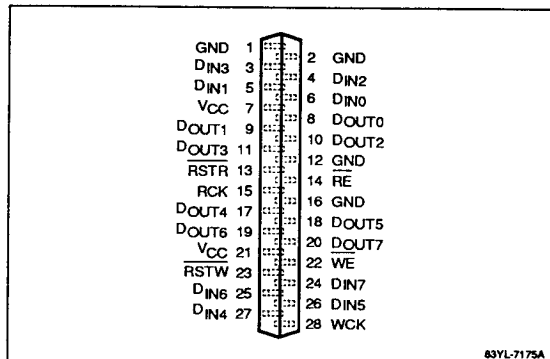 GND 1
2 GND
DIN3 3
4 DIN2
DIN1 5
6 DIN0
VCC 7
8 DOUT0
DOUT1 9
10 DOUT2
DOUT3 11
12 GND
RSTR 13
14 RE
RCK 15
16 GND
DOUT4 17
18 DOUT5
DOUT6 19
20 DOUT7
VCC 21
22 WE
RSTW 23
24 DIN7
DIN6 25
26 DIN5
DIN4 27
28 WCK
83YL-7175A